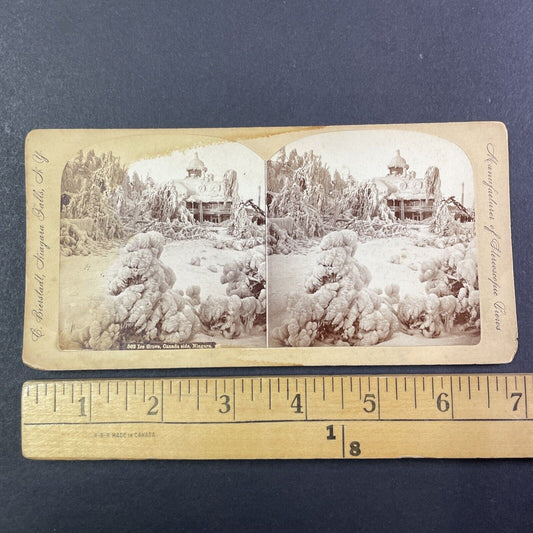 C. Bierstadt, Niagara Falls, N.Y.
Manufacturer of Stereoscopic Views
503 Ice Grove, Canada side, Niagara.
1 2 3 4 5 6 7
H-B-R MADE IN CANADA
1
8